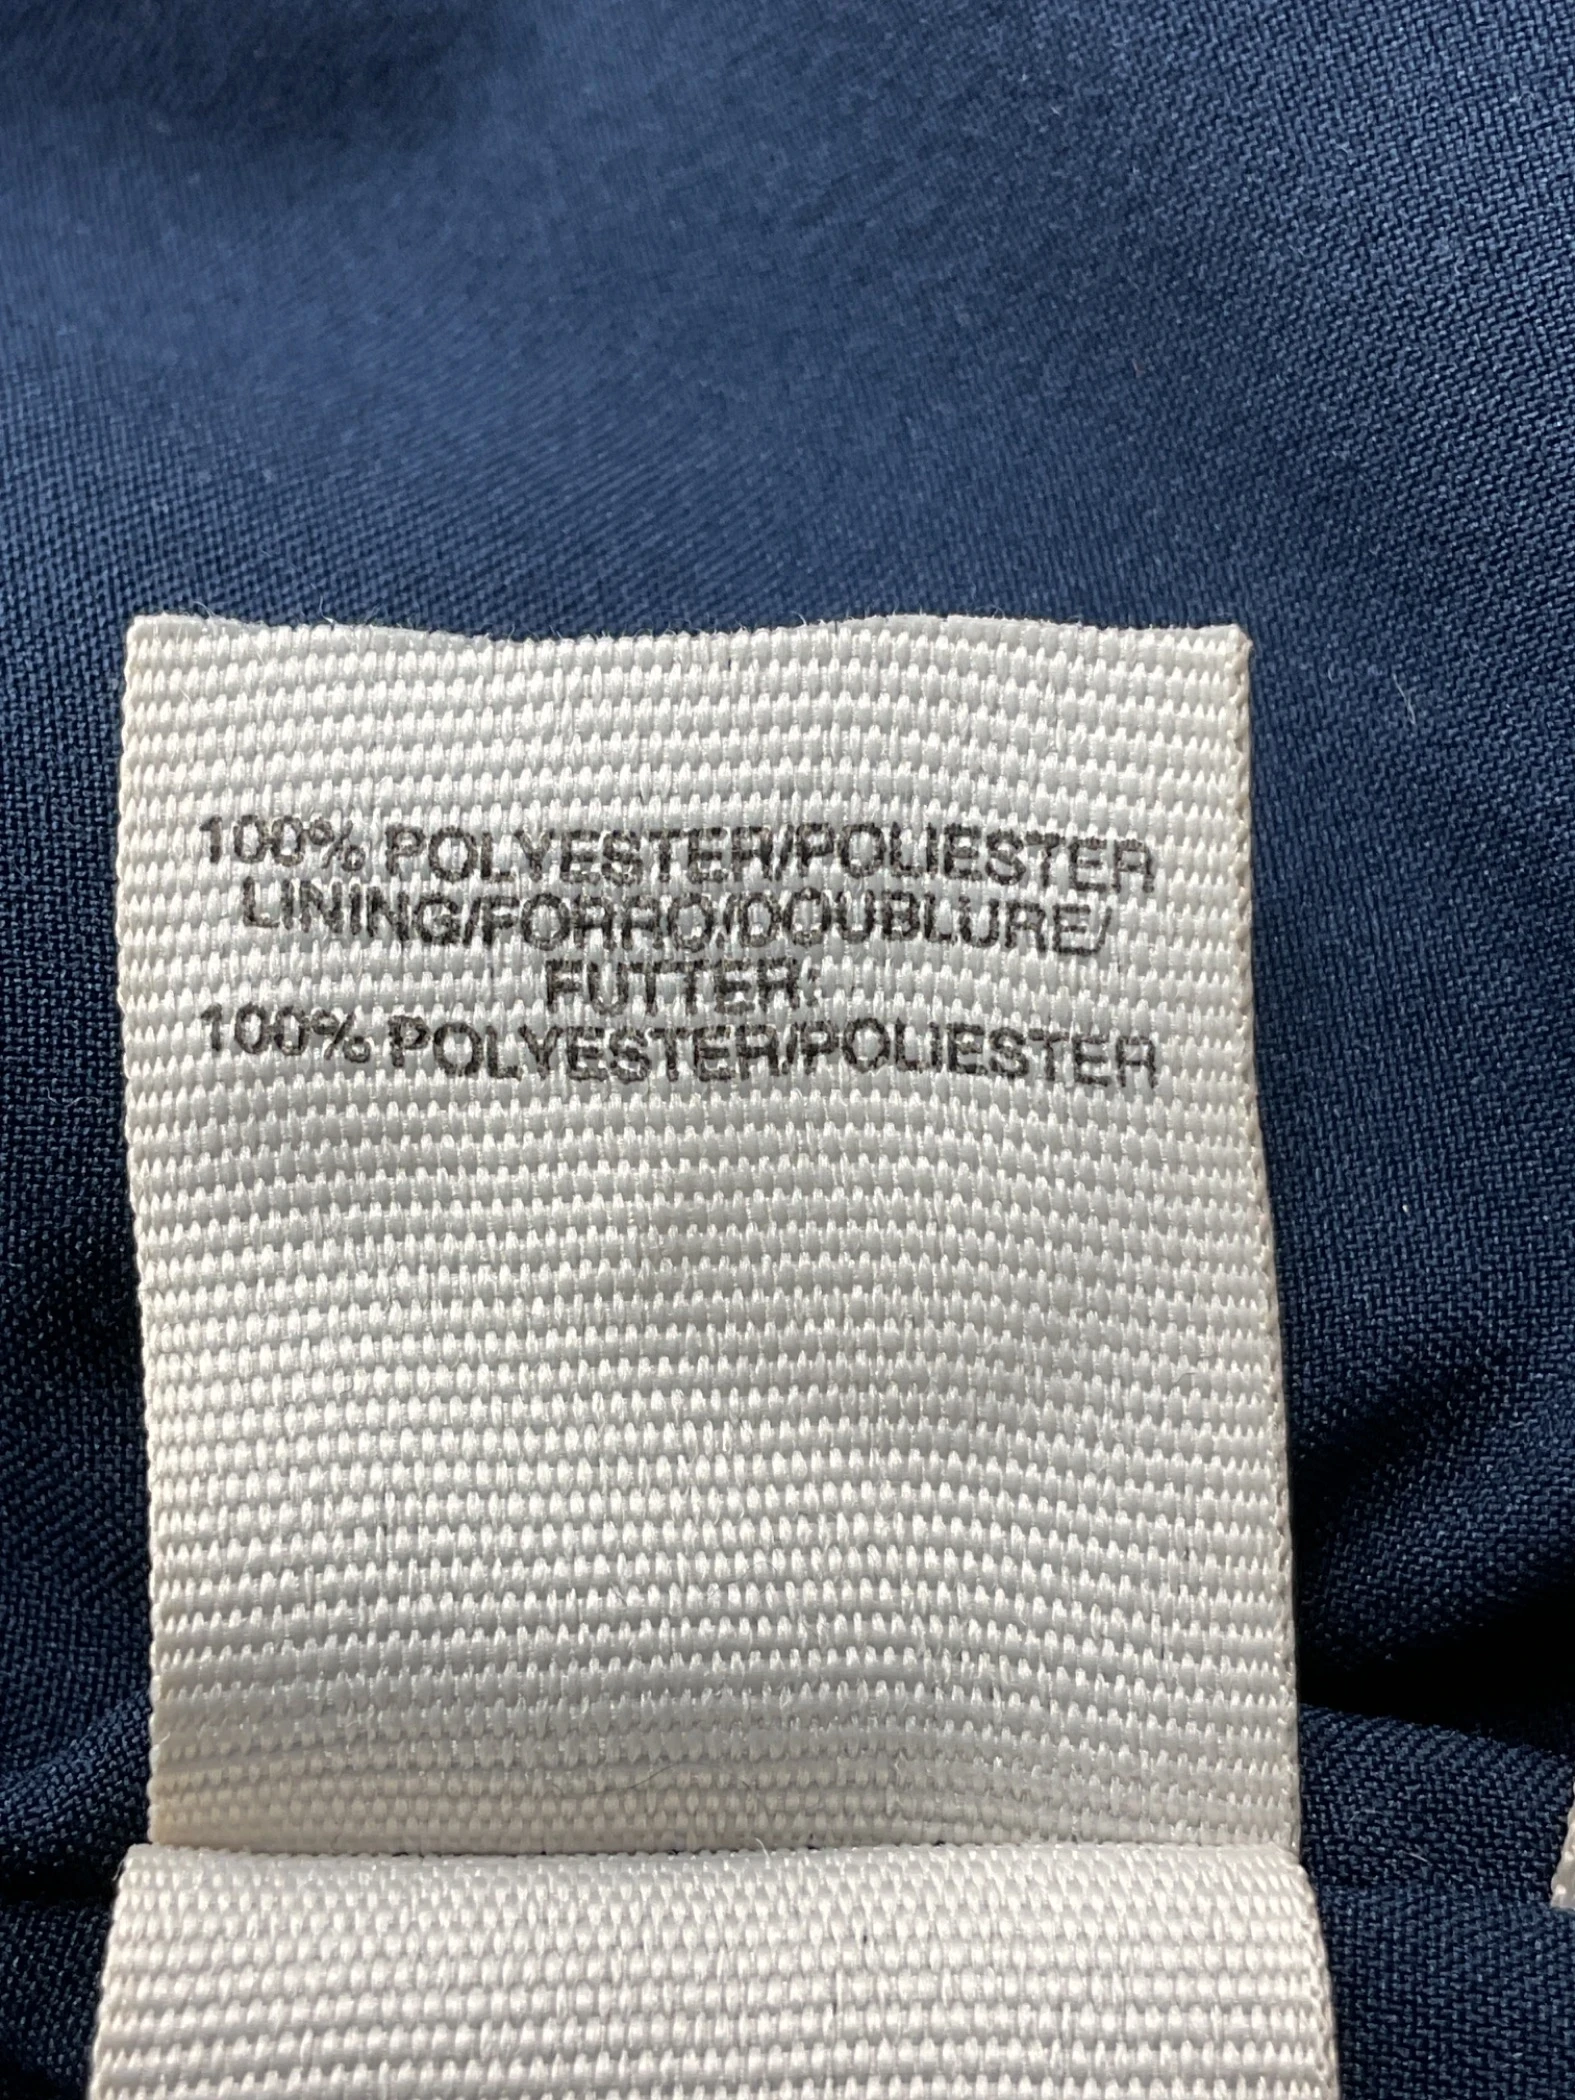 100% POLYESTER/POLIESTER
LINING/FORRO/DOUBLURE/
FUTTER:
100% POLYESTER/POLIESTER